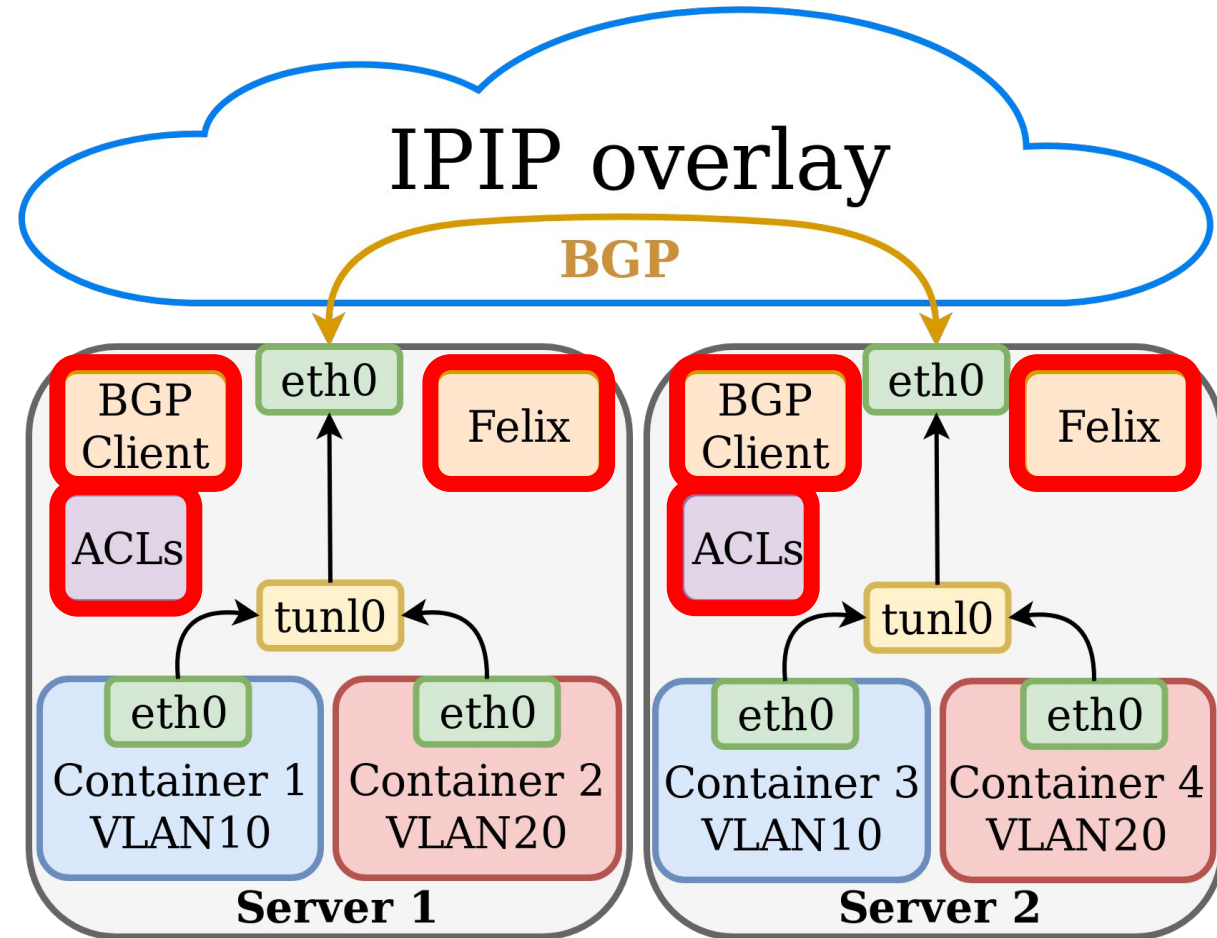 IPIP overlay
BGP
BGP
Client
eth0
Felix
ACLs
tunl0
eth0
eth0
Container 1
VLAN10
Container 2
VLAN20
Server 1
BGP
Client
eth0
Felix
ACLs
tunl0
eth0
eth0
Container 3
VLAN10
Container 4
VLAN20
Server 2